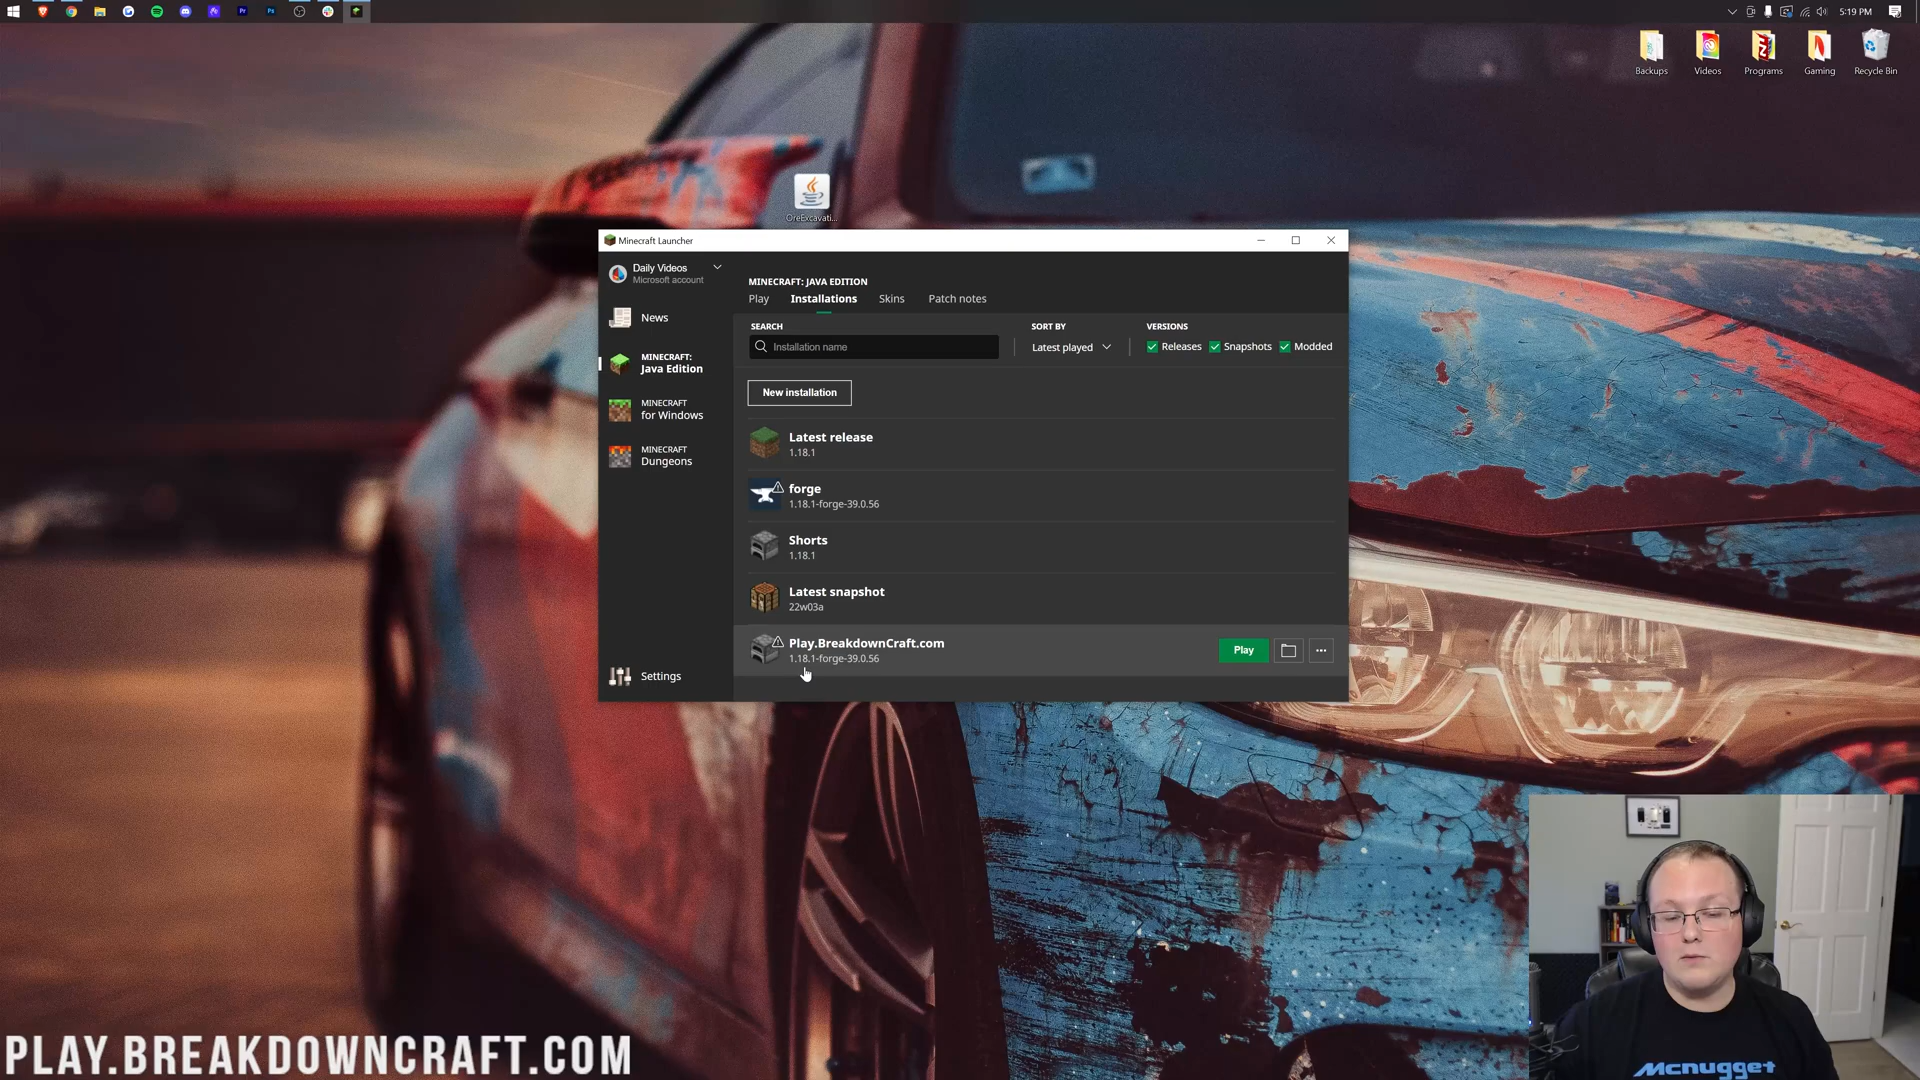 5:19 PM
Backups
Videos
Programs
Gaming
Recycle Bin
OreExcavati...
Minecraft Launcher
Daily Videos
Microsoft account
News
MINECRAFT:
Java Edition
MINECRAFT
for Windows
MINECRAFT
Dungeons
Settings
MINECRAFT: JAVA EDITION
Play
Installations
Skins
Patch notes
SEARCH
Installation name
SORT BY
Latest played
VERSIONS
Releases
Snapshots
Modded
New installation
Latest release
1.18.1
forge
1.18.1-forge-39.0.56
Shorts
1.18.1
Latest snapshot
22w03a
Play.BreakdownCraft.com
1.18.1-forge-39.0.56
Play
PLAY.BREAKDOWNCRAFT.COM
Mcnugget